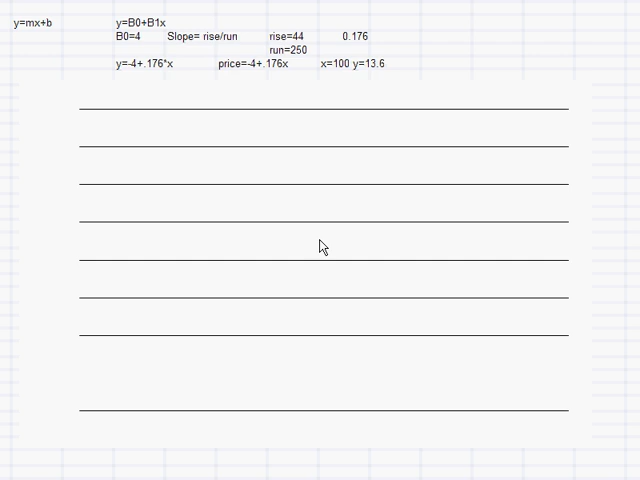 y=mx+b y=B0+B1x
B0=4 Slope= rise/run rise=44 0.176
run=250
y=-4+.176*x price=-4+.176x x=100 y=13.6